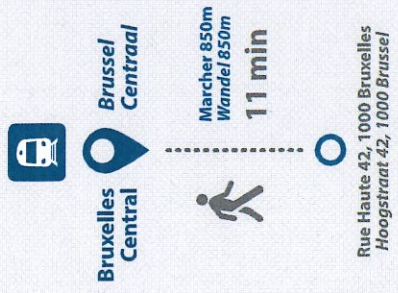 Bruxelles
Central
Brussel
Centraal
Marcher 850m
Wandel 850m
11 min
Rue Haute 42, 1000 Bruxelles
Hoogstraat 42, 1000 Brussel